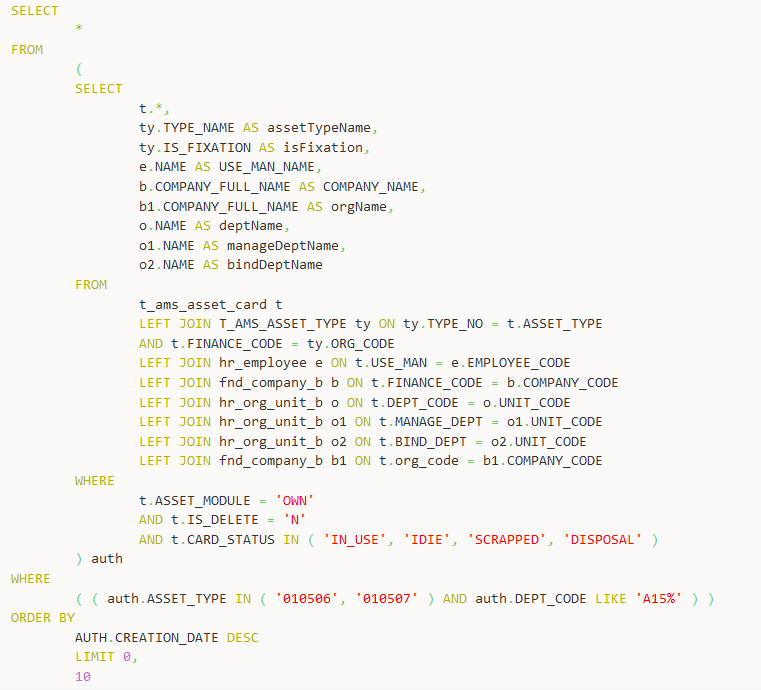 SELECT
*
FROM
(
SELECT
t.*,
ty.TYPE_NAME AS assetTypeName,
ty.IS_FIXATION AS isFixation,
e.NAME AS USE_MAN_NAME,
b.COMPANY_FULL_NAME AS COMPANY_NAME,
b1.COMPANY_FULL_NAME AS orgName,
o.NAME AS deptName,
o1.NAME AS manageDeptName,
o2.NAME AS bindDeptName
FROM
t_ams_asset_card t
LEFT JOIN T_AMS_ASSET_TYPE ty ON ty.TYPE_NO = t.ASSET_TYPE
AND t.FINANCE_CODE = ty.ORG_CODE
LEFT JOIN hr_employee e ON t.USE_MAN = e.EMPLOYEE_CODE
LEFT JOIN fnd_company_b b ON t.FINANCE_CODE = b.COMPANY_CODE
LEFT JOIN hr_org_unit_b o ON t.DEPT_CODE = o.UNIT_CODE
LEFT JOIN hr_org_unit_b o1 ON t.MANAGE_DEPT = o1.UNIT_CODE
LEFT JOIN hr_org_unit_b o2 ON t.BIND_DEPT = o2.UNIT_CODE
LEFT JOIN fnd_company_b b1 ON t.org_code = b1.COMPANY_CODE
WHERE
t.ASSET_MODULE = 'OWN'
AND t.IS_DELETE = 'N'
AND t.CARD_STATUS IN ( 'IN_USE', 'IDIE', 'SCRAPPED', 'DISPOSAL' )
) auth
WHERE
( ( auth.ASSET_TYPE IN ( '010506', '010507' ) AND auth.DEPT_CODE LIKE 'A15%' ) )
ORDER BY
AUTH.CREATION_DATE DESC
LIMIT 0,
10